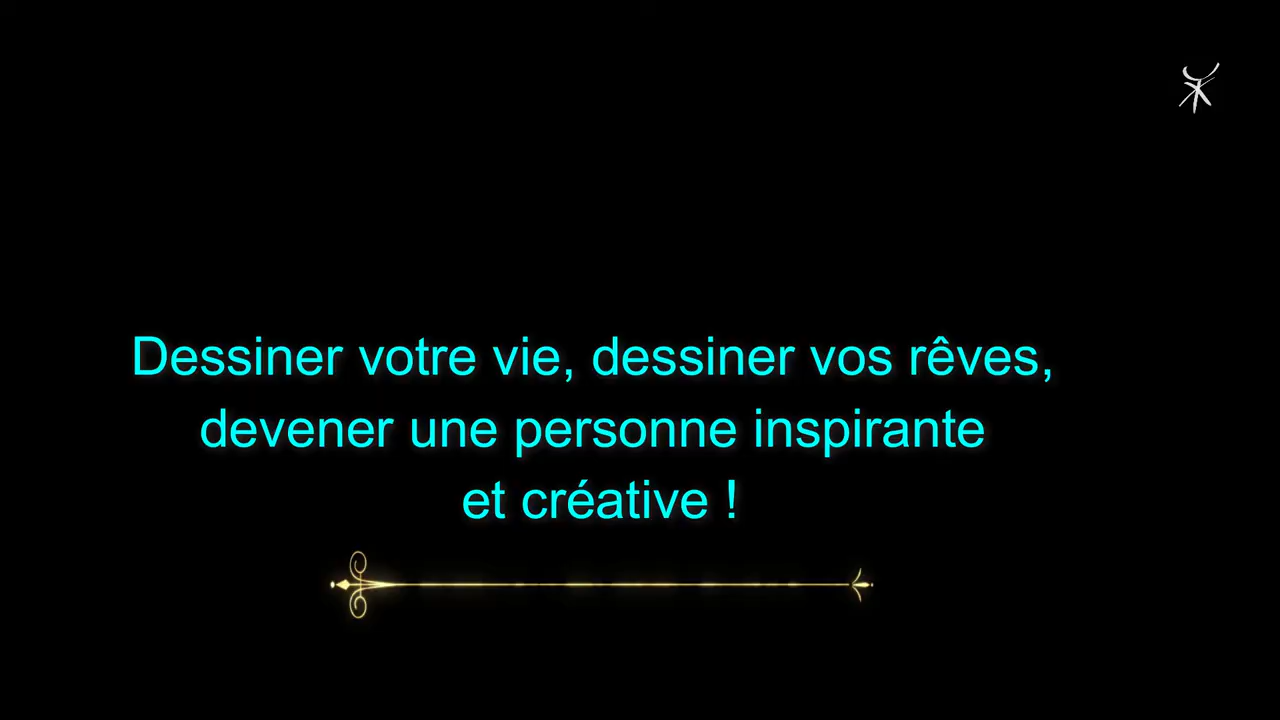 Dessiner votre vie, dessiner vos rêves,
devener une personne inspirante
et créative !